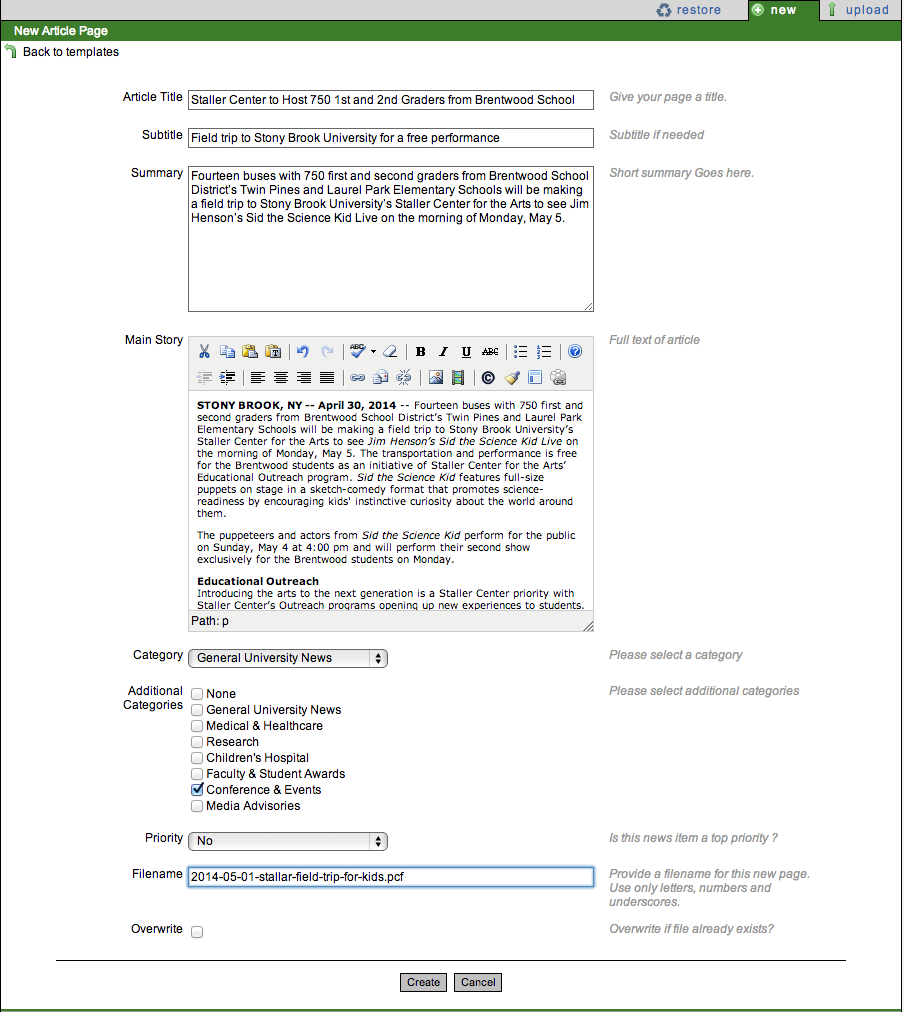 restore
new
upload
New Article Page
Back to templates
Article Title Staller Center to Host 750 1st and 2nd Graders from Brentwood School Give your page a title.
Subtitle Field trip to Stony Brook University for a free performance Subtitle if needed
Summary Fourteen buses with 750 first and second graders from Brentwood School Short summary Goes here.
District's Twin Pines and Laurel Park Elementary Schools will be making
a field trip to Stony Brook University's Staller Center for the Arts to see Jim
Henson's Sid the Science Kid Live on the morning of Monday, May 5.
Main Story Full text of article
ABC B I U ABC
STONY BROOK, NY -- April 30, 2014 -- Fourteen buses with 750 first and
second graders from Brentwood School District's Twin Pines and Laurel Park
Elementary Schools will be making a field trip to Stony Brook University's
Staller Center for the Arts to see Jim Henson's Sid the Science Kid Live on
the morning of Monday, May 5. The transportation and performance is free
for the Brentwood students as an initiative of Staller Center for the Arts'
Educational Outreach program. Sid the Science Kid features full-size
puppets on stage in a sketch-comedy format that promotes science-
readiness by encouraging kids' instinctive curiosity about the world around
them.
The puppeteers and actors from Sid the Science Kid perform for the public
on Sunday, May 4 at 4:00 pm and will perform their second show
exclusively for the Brentwood students on Monday.
Educational Outreach
Introducing the arts to the next generation is a Staller Center priority with
Staller Center's Outreach programs opening up new experiences to students.
Path: p
Category General University News Please select a category
Additional Categories Please select additional categories
None
General University News
Medical & Healthcare
Research
Children's Hospital
Faculty & Student Awards
Conference & Events
Media Advisories
Priority No Is this news item a top priority ?
Filename 2014-05-01-stallar-field-trip-for-kids.pcf Provide a filename for this new page.
Use only letters, numbers and
underscores.
Overwrite Overwrite if file already exists?
Create Cancel